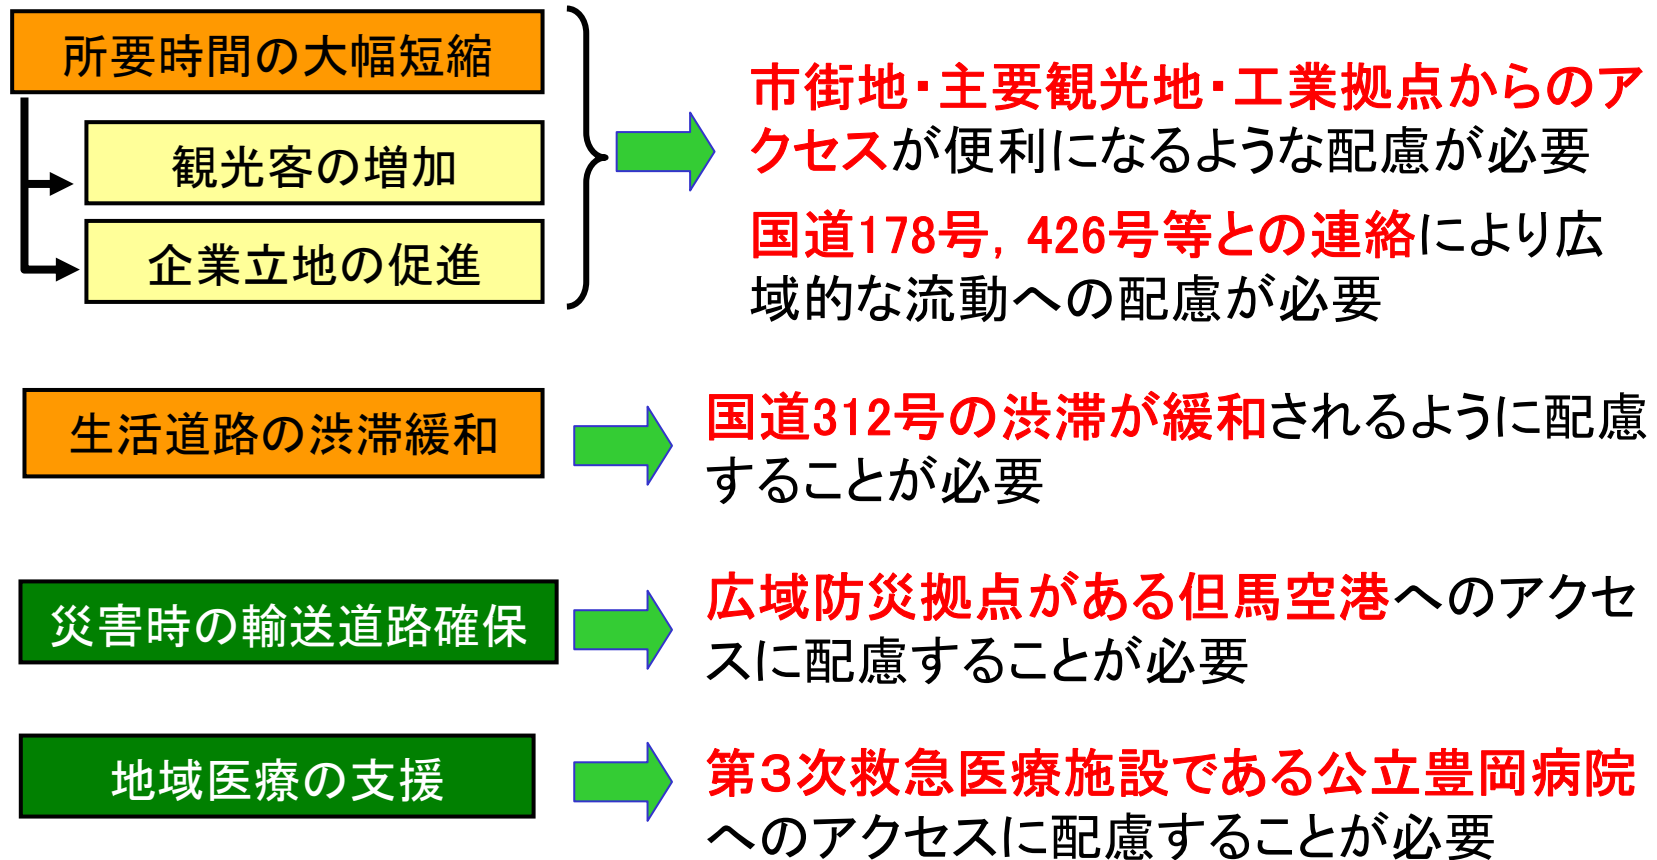 所要時間の大幅短縮
観光客の増加
企業立地の促進
市街地・主要観光地・工業拠点からのア
クセスが便利になるような配慮が必要
国道178号，426号等との連絡により広
域的な流動への配慮が必要
生活道路の渋滞緩和
国道312号の渋滞が緩和されるように配慮
することが必要
災害時の輸送道路確保
広域防災拠点がある但馬空港へのアクセ
スに配慮することが必要
地域医療の支援
第３次救急医療施設である公立豊岡病院
へのアクセスに配慮することが必要